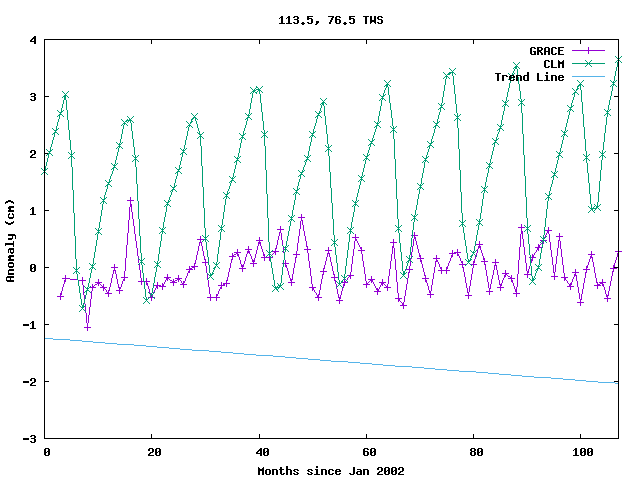 113.5, 76.5 TWS
GRACE
CLM
Trend Line
4
3
2
1
0
-1
-2
-3
Anomaly (cm)
0 20 40 60 80 100
Months since Jan 2002